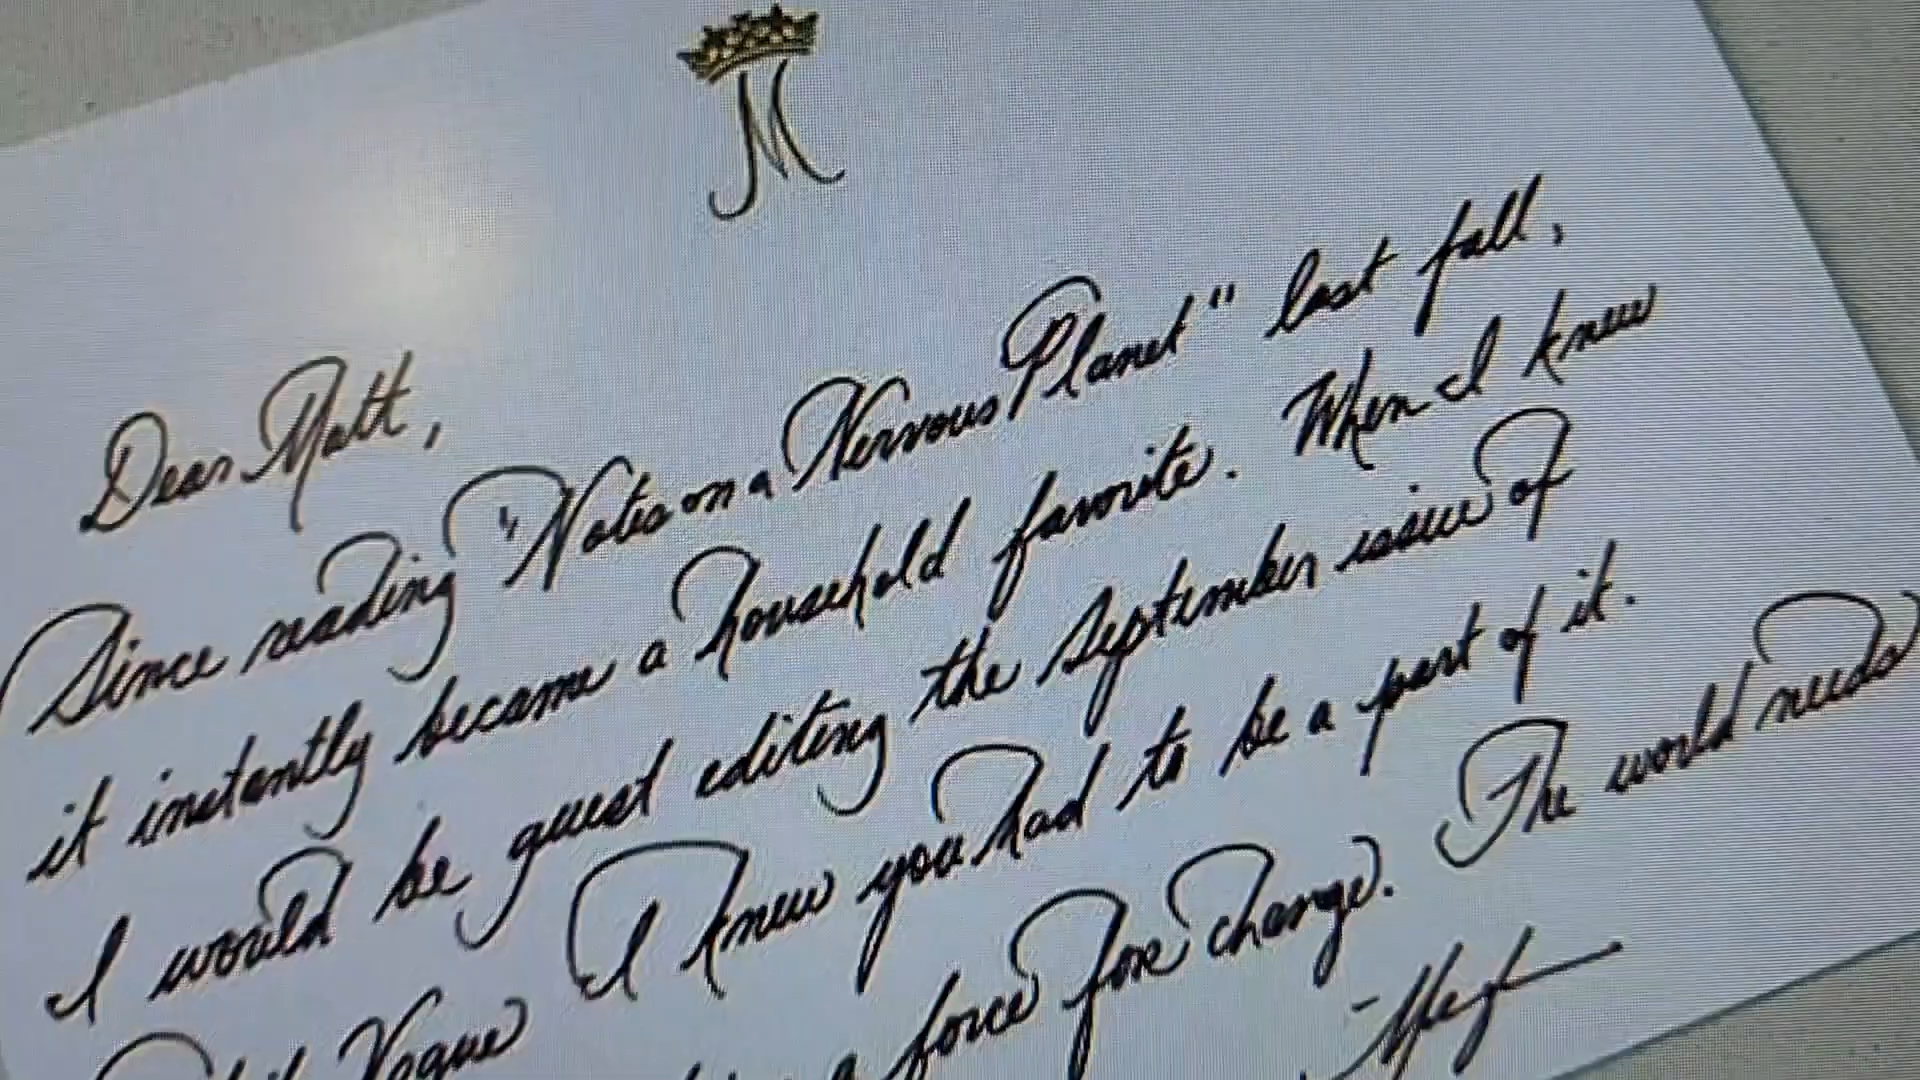 M
Dear Matt,
Since reading "Notes on a Nervous Planet" last fall,
it instantly became a household favorite. When I knew
I would be guest editing the September issue of
Vogue I knew you had to be a part of it.
a force for change. The world needs
-Meghan